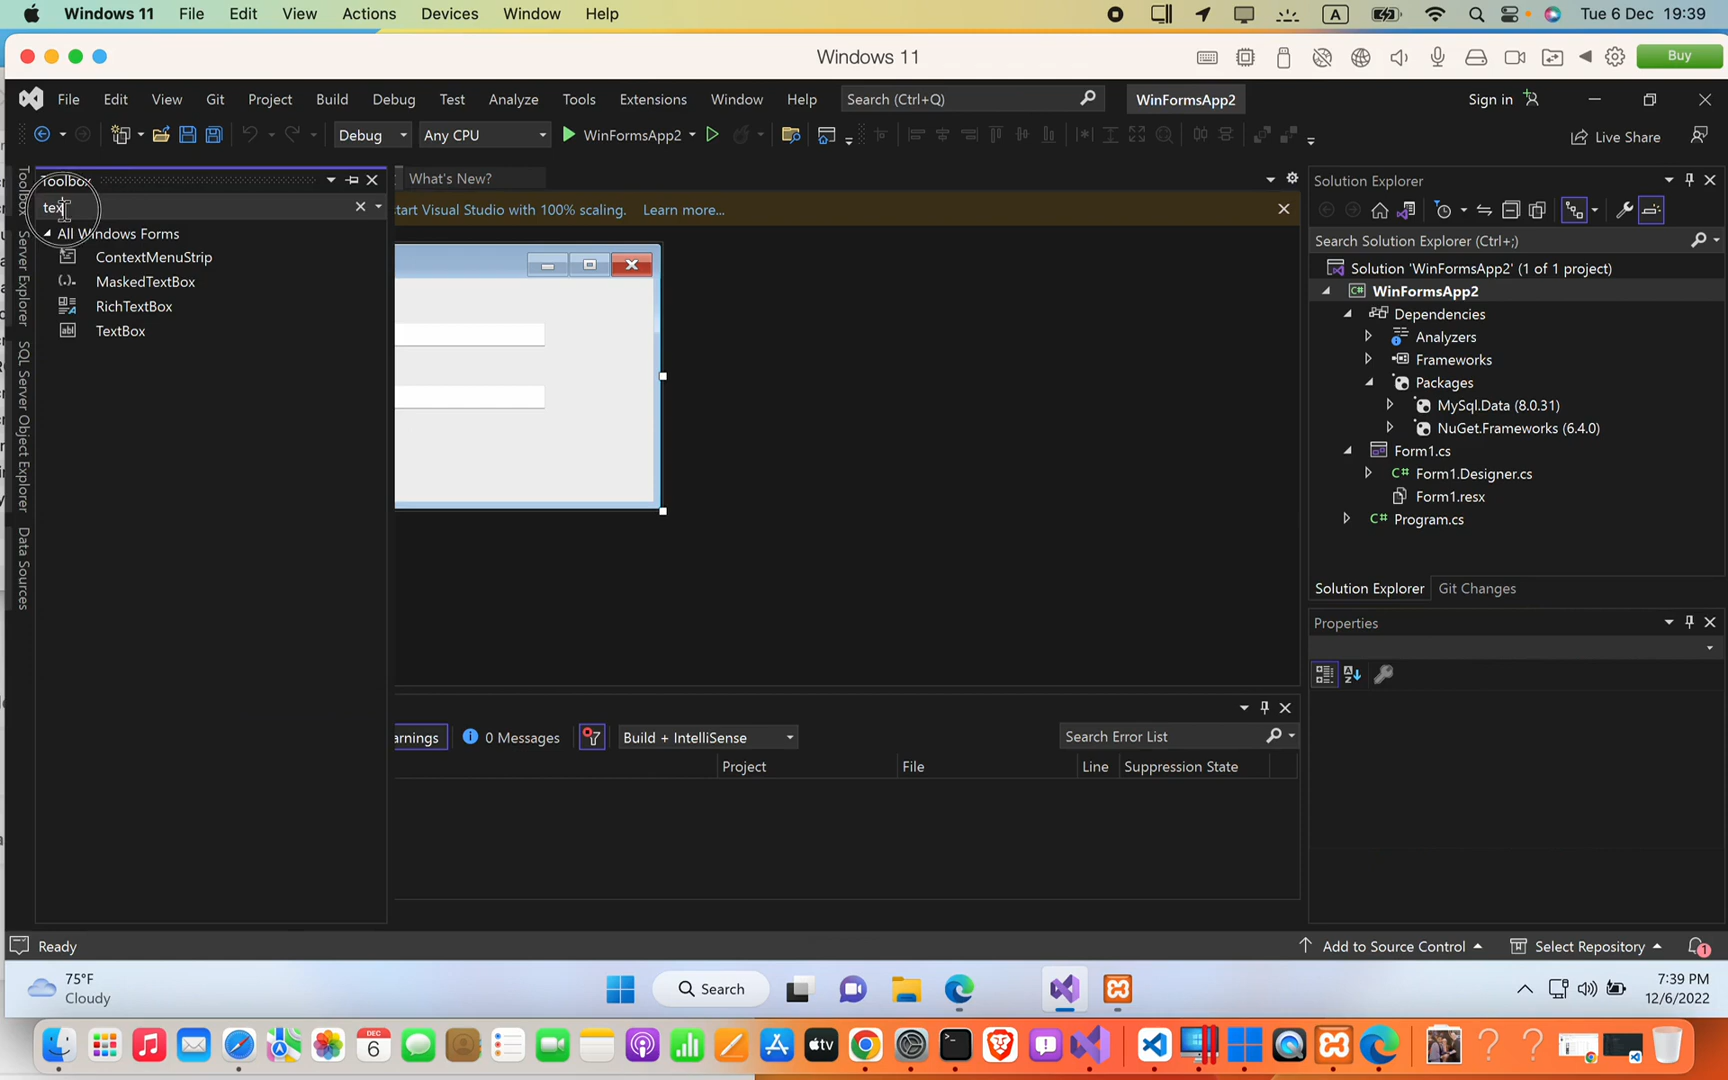 Windows 11 File Edit View Actions Devices Window Help A Tue 6 Dec 19:39
Windows 11 Buy
File Edit View Git Project Build Debug Test Analyze Tools Extensions Window Help Search (Ctrl+Q) WinFormsApp2 Sign in
Debug Any CPU WinFormsApp2 Live Share
Toolbox What's New? Solution Explorer
tex start Visual Studio with 100% scaling. Learn more...
All Windows Forms Search Solution Explorer (Ctrl+;)
ContextMenuStrip
MaskedTextBox
RichTextBox
TextBox
Solution 'WinFormsApp2' (1 of 1 project)
WinFormsApp2
Dependencies
Analyzers
Frameworks
Packages
MySql.Data (8.0.31)
NuGet.Frameworks (6.4.0)
Form1.cs
Form1.Designer.cs
Form1.resx
Program.cs
Toolbox
Server Explorer
SQL Server Object Explorer
Data Sources
Solution Explorer Git Changes
Properties
arnings 0 Messages Build + IntelliSense Search Error List
Project File Line Suppression State
Ready Add to Source Control Select Repository 1
75°F
Cloudy
Search
7:39 PM
12/6/2022
DEC
6
tv